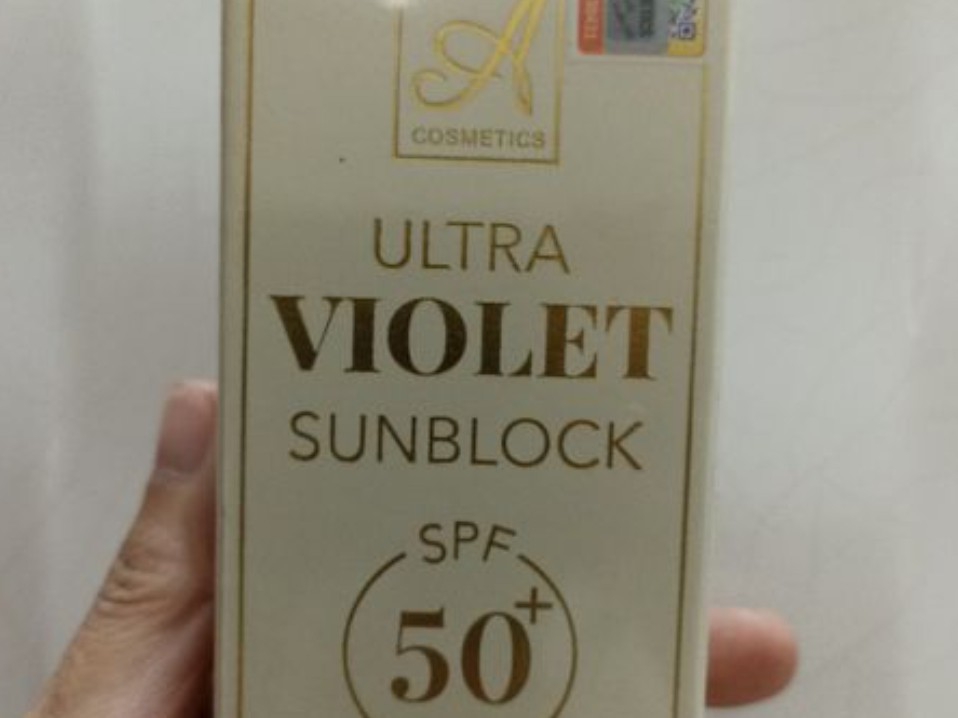 A
COSMETICS
ULTRA
VIOLET
SUNBLOCK
SPF
50+